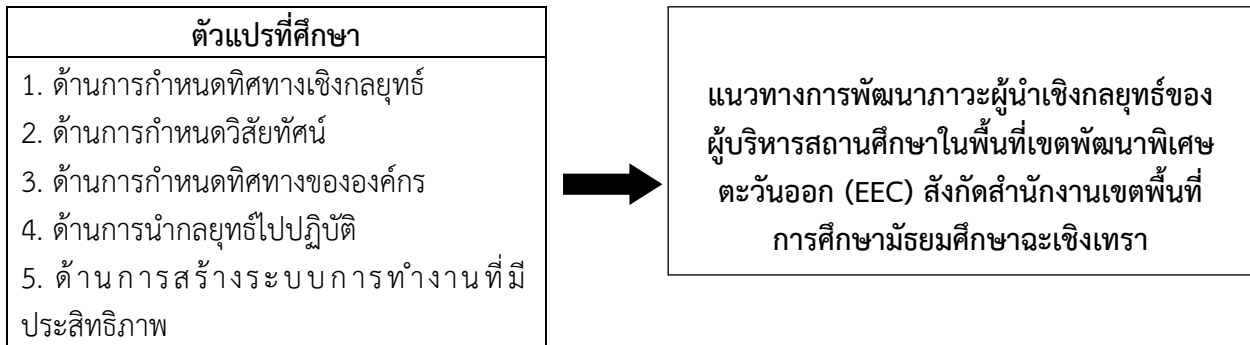 ตัวแปรที่ศึกษา
1. ด้านการกำหนดทิศทางเชิงกลยุทธ์
2. ด้านการกำหนดวิสัยทัศน์
3. ด้านการกำหนดทิศทางขององค์กร
4. ด้านการนำกลยุทธ์ไปปฏิบัติ
5. ด้านการสร้างระบบการทำงานที่มี
ประสิทธิภาพ
แนวทางการพัฒนาภาวะผู้นำเชิงกลยุทธ์ของ
ผู้บริหารสถานศึกษาในพื้นที่เขตพัฒนาพิเศษ
ตะวันออก (EEC) สังกัดสำนักงานเขตพื้นที่
การศึกษามัธยมศึกษาฉะเชิงเทรา